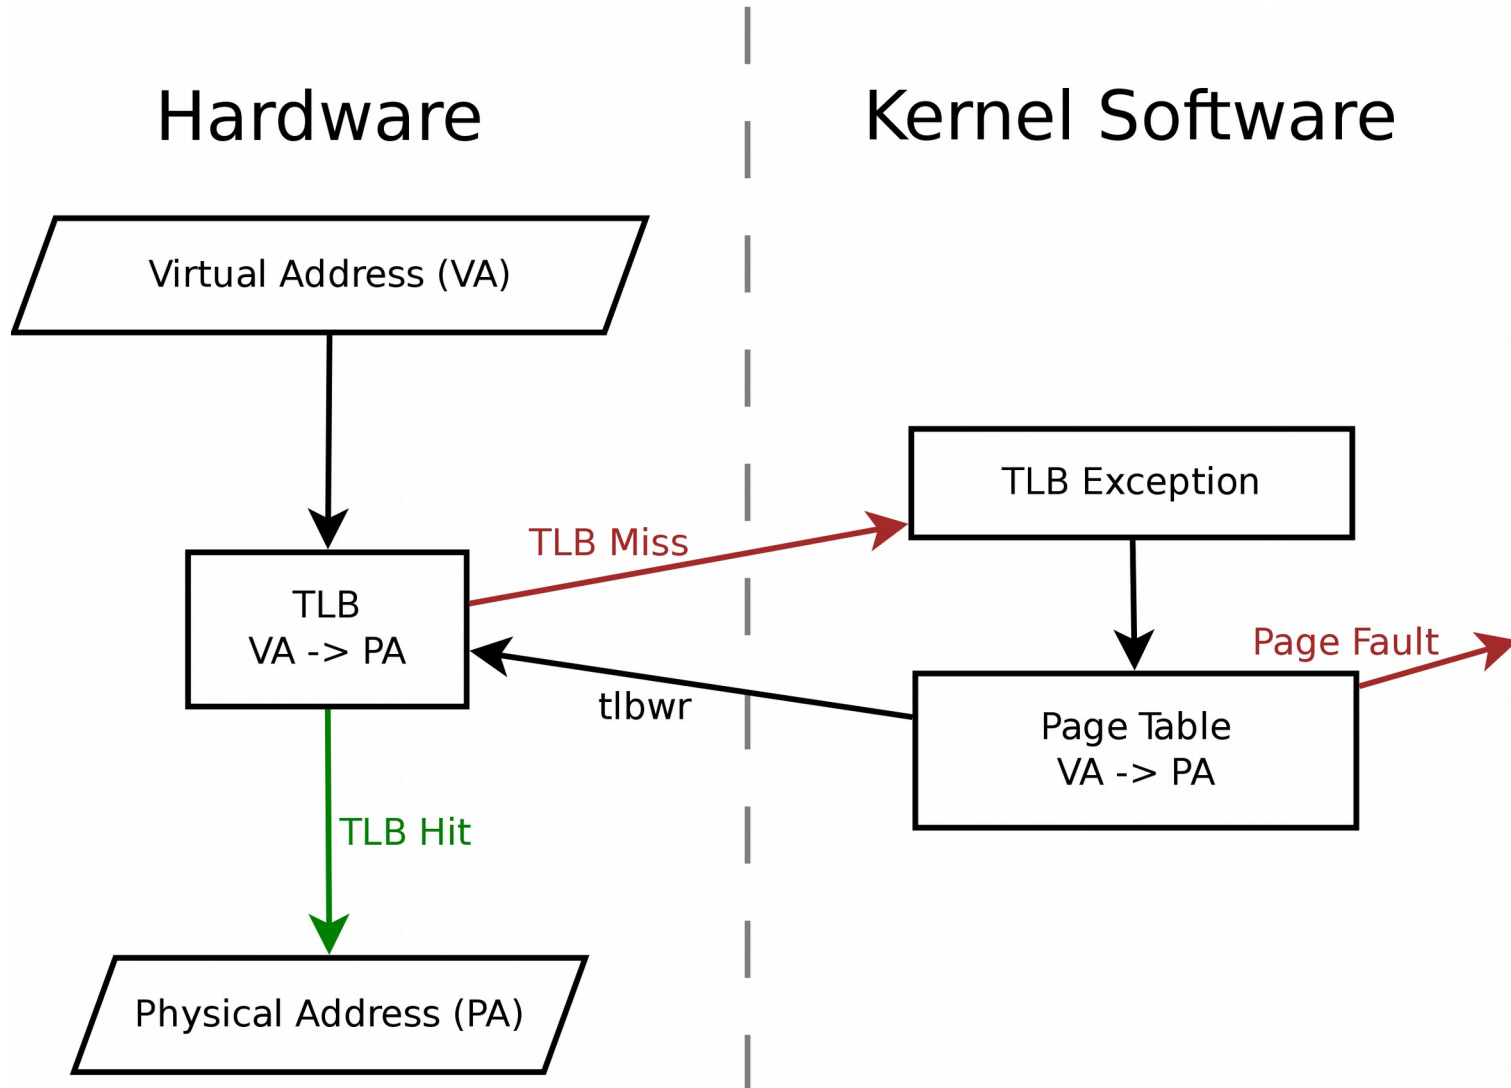 Hardware
Kernel Software
Virtual Address (VA)
TLB Exception
TLB Miss
TLB
VA -> PA
Page Fault
tlbwr
Page Table
VA -> PA
TLB Hit
Physical Address (PA)